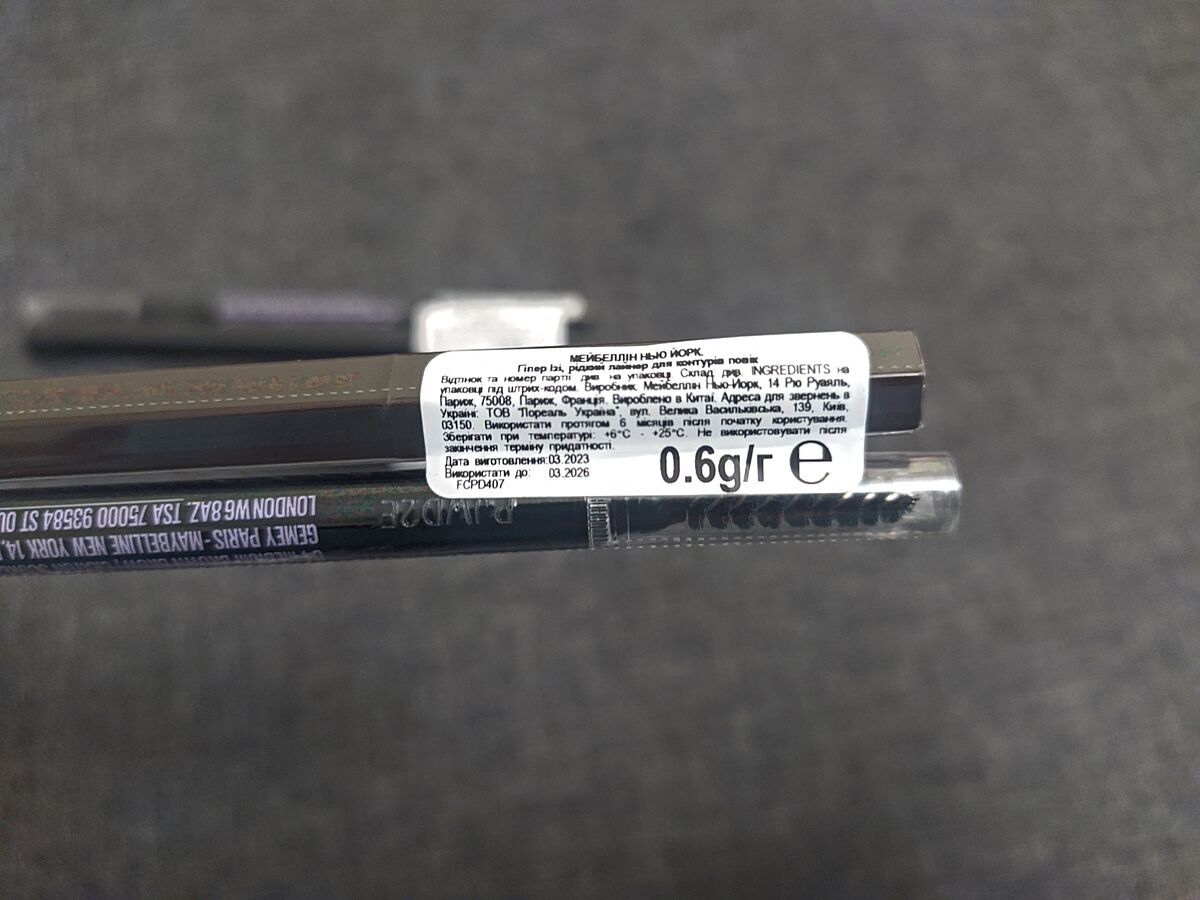 МЕЙБЕЛЛІН НЬЮ ЙОРК.
Гіпер Ізі, рідкий лайнер для контурів повік
Відтінок та номер партії див. на упаковці. Склад див. INGREDIENTS на
упаковці під штрих-кодом. Виробник Мейбеллін Нью-Йорк, 14 Рю Руаяль,
Париж, 75008, Париж, Франція. Вироблено в Китаї. Адреса для звернень в
Україні: ТОВ "Лореаль Україна", вул. Велика Васильківська, 139, Київ,
03150. Використати протягом 6 місяців після початку користування.
Зберігати при температурі: +6°C - +25°C. Не використовувати після
закінчення терміну придатності.
Дата виготовлення:03.2023
Використати до: 03.2026
FCPD407
0.6g/г ℮
GEMEY PARIS - MAYBELLINE NEW YORK 14,
LONDON W6 8AZ. TSA 75000 93584 ST OU